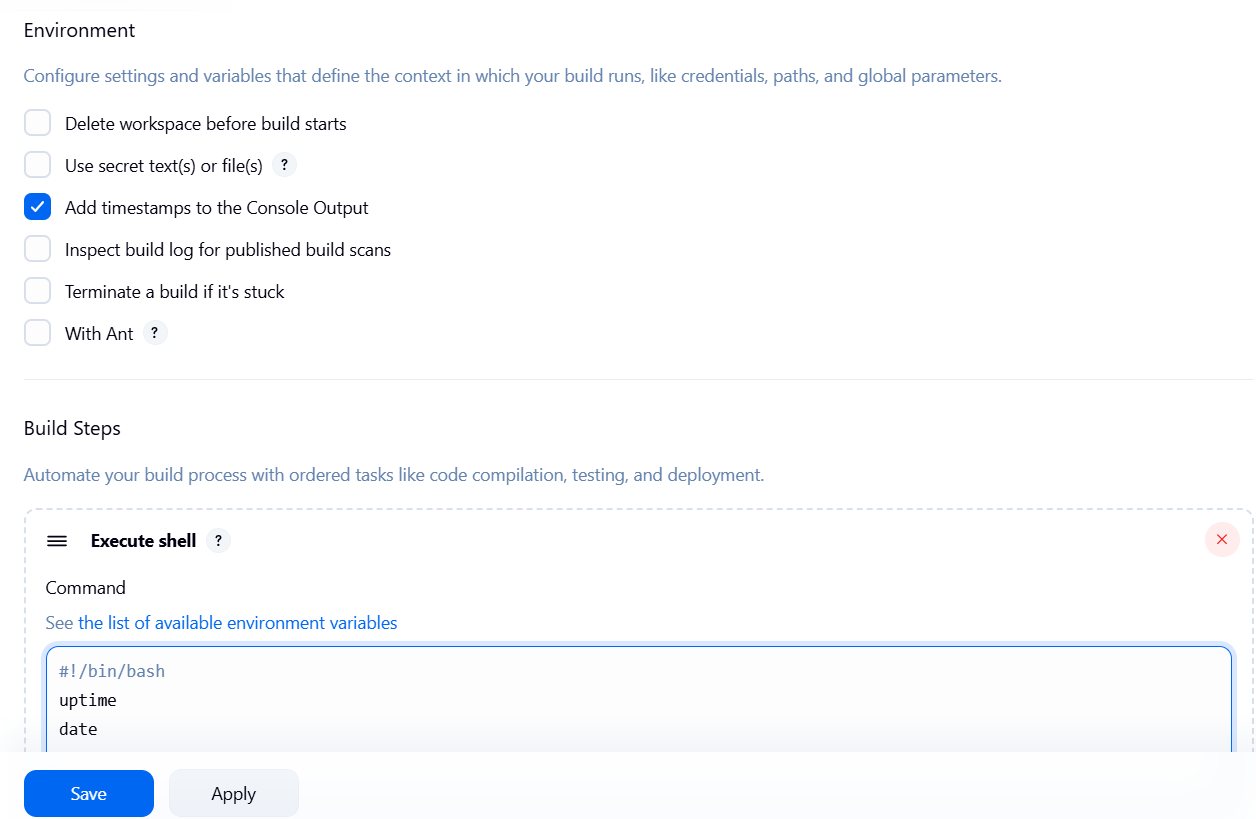 Environment
Configure settings and variables that define the context in which your build runs, like credentials, paths, and global parameters.
Delete workspace before build starts
Use secret text(s) or file(s) ?
Add timestamps to the Console Output
Inspect build log for published build scans
Terminate a build if it's stuck
With Ant ?
Build Steps
Automate your build process with ordered tasks like code compilation, testing, and deployment.
Execute shell ?
Command
See the list of available environment variables
#!/bin/bash
uptime
date
Save Apply